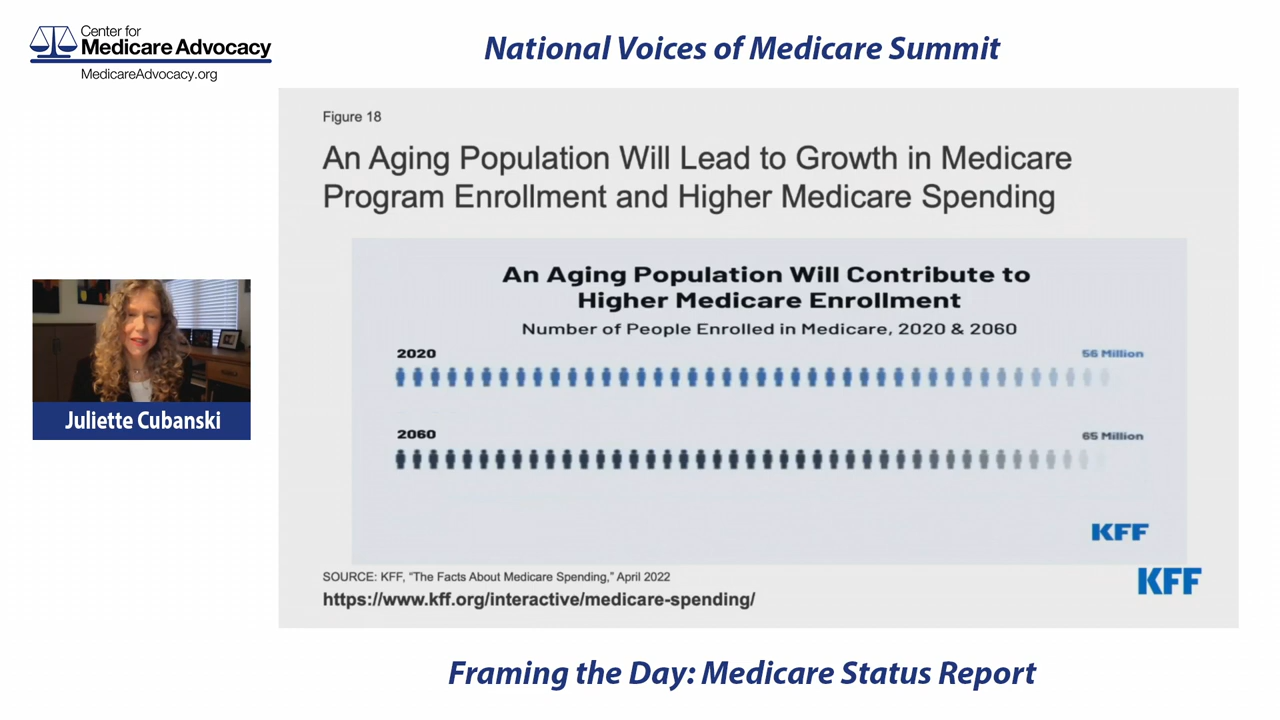 Center for
Medicare Advocacy
MedicareAdvocacy.org
National Voices of Medicare Summit
Figure 18
An Aging Population Will Lead to Growth in Medicare
Program Enrollment and Higher Medicare Spending
An Aging Population Will Contribute to
Higher Medicare Enrollment
Number of People Enrolled in Medicare, 2020 & 2060
2020
56 Million
2060
65 Million
KFF
SOURCE: KFF, “The Facts About Medicare Spending,” April 2022
https://www.kff.org/interactive/medicare-spending/
KFF
Juliette Cubanski
Framing the Day: Medicare Status Report